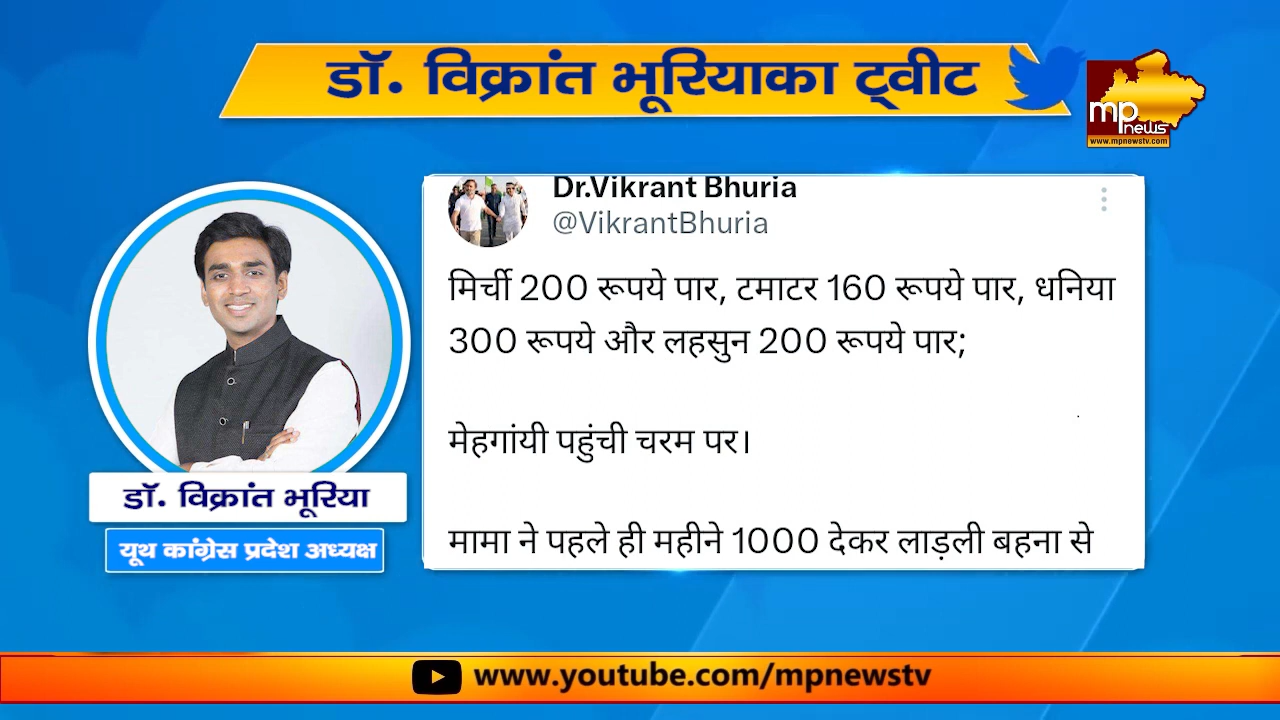 डॉ. विक्रांत भूरियाका ट्वीट
mp
news
www.mpnewstv.com
Dr.Vikrant Bhuria
@VikrantBhuria
मिर्ची 200 रूपये पार, टमाटर 160 रूपये पार, धनिया
300 रूपये और लहसुन 200 रूपये पार;
मेहगांयी पहुंची चरम पर।
मामा ने पहले ही महीने 1000 देकर लाड़ली बहना से
डॉ. विक्रांत भूरिया
यूथ कांग्रेस प्रदेश अध्यक्ष
www.youtube.com/mpnewstv